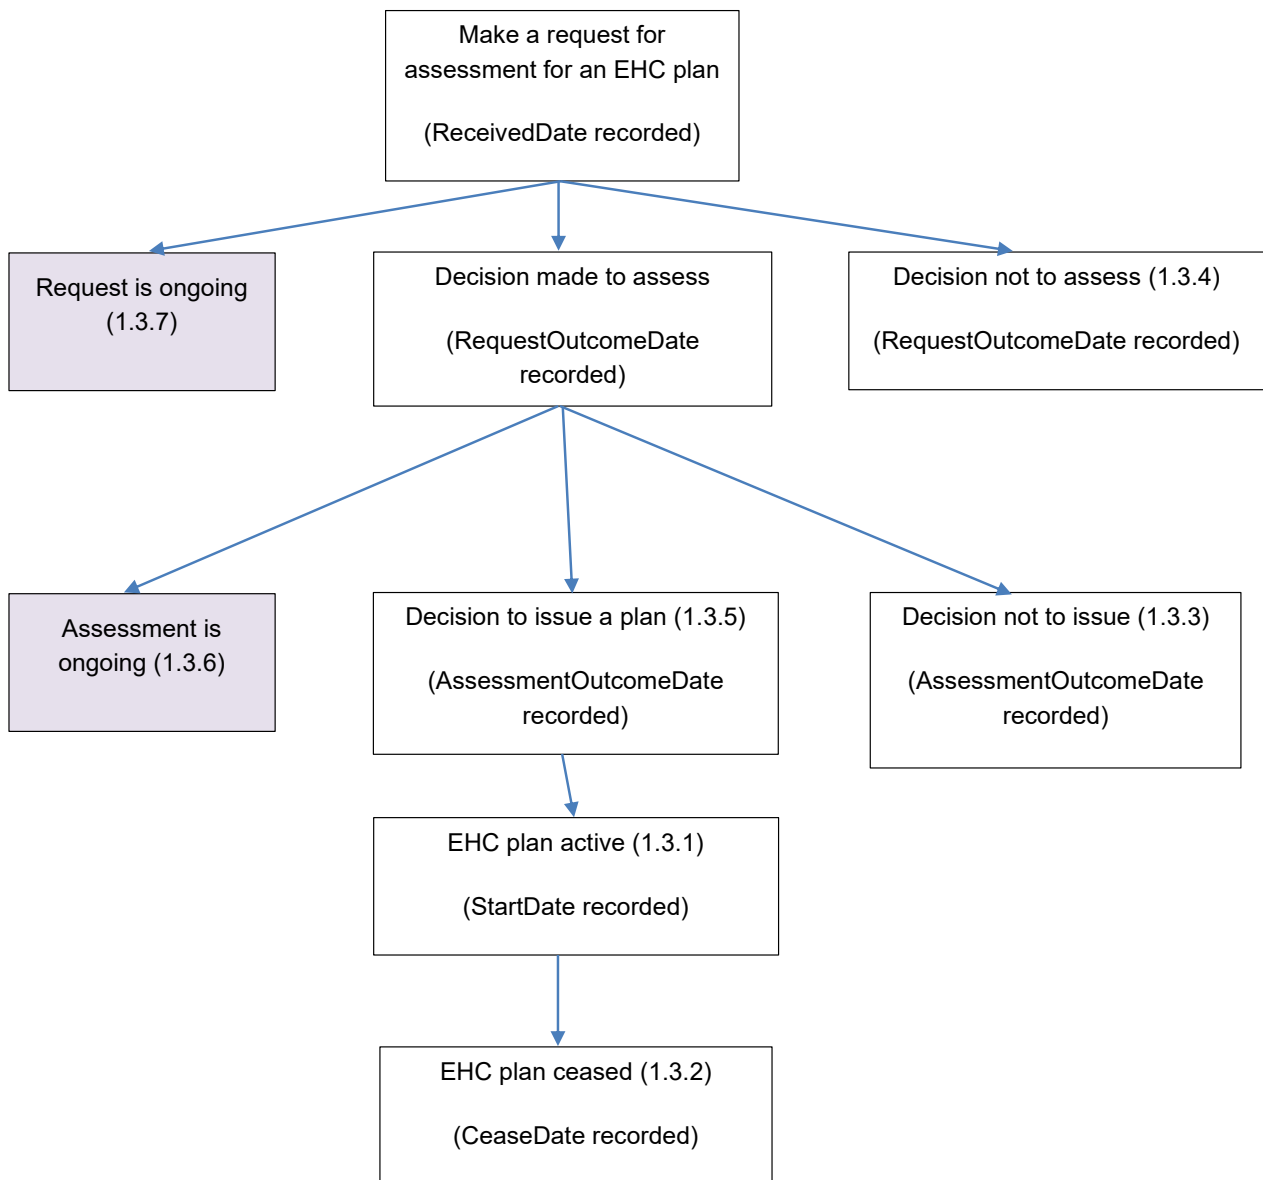 Make a request for
assessment for an EHC plan
(ReceivedDate recorded)
Request is ongoing
(1.3.7)
Decision made to assess
(RequestOutcomeDate
recorded)
Decision not to assess (1.3.4)
(RequestOutcomeDate recorded)
Assessment is
ongoing (1.3.6)
Decision to issue a plan (1.3.5)
(AssessmentOutcomeDate
recorded)
Decision not to issue (1.3.3)
(AssessmentOutcomeDate
recorded)
EHC plan active (1.3.1)
(StartDate recorded)
EHC plan ceased (1.3.2)
(CeaseDate recorded)